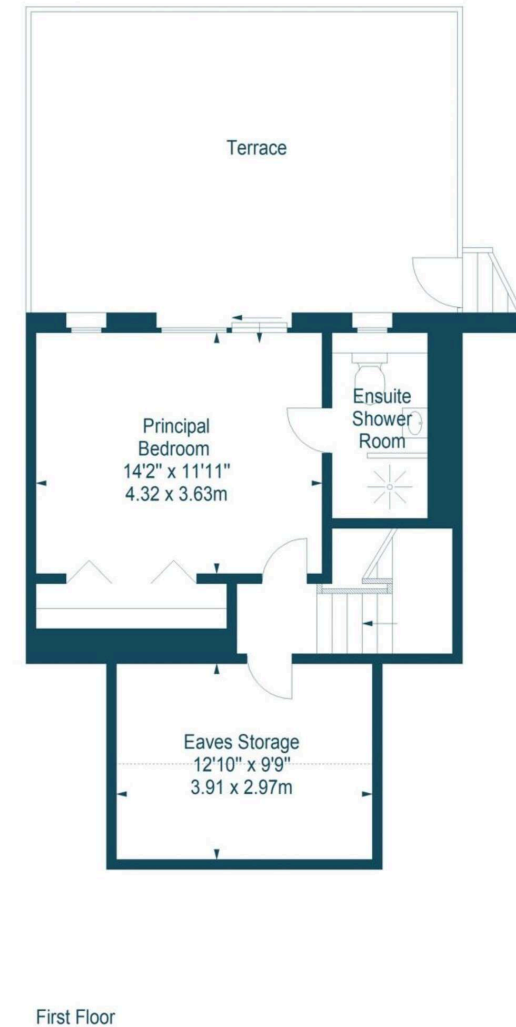 Terrace
Principal
Bedroom
14'2" x 11'11"
4.32 x 3.63m
Ensuite
Shower
Room
Eaves Storage
12'10" x 9'9"
3.91 x 2.97m
First Floor